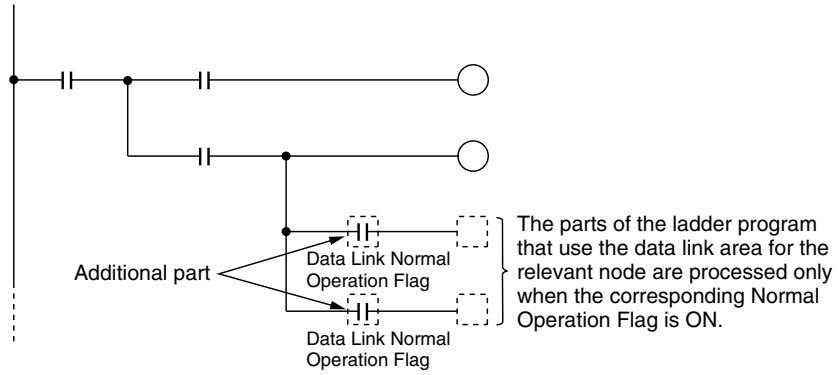 The parts of the ladder program
that use the data link area for the
relevant node are processed only
when the corresponding Normal
Operation Flag is ON.
Data Link Normal
Operation Flag
Additional part
Data Link Normal
Operation Flag